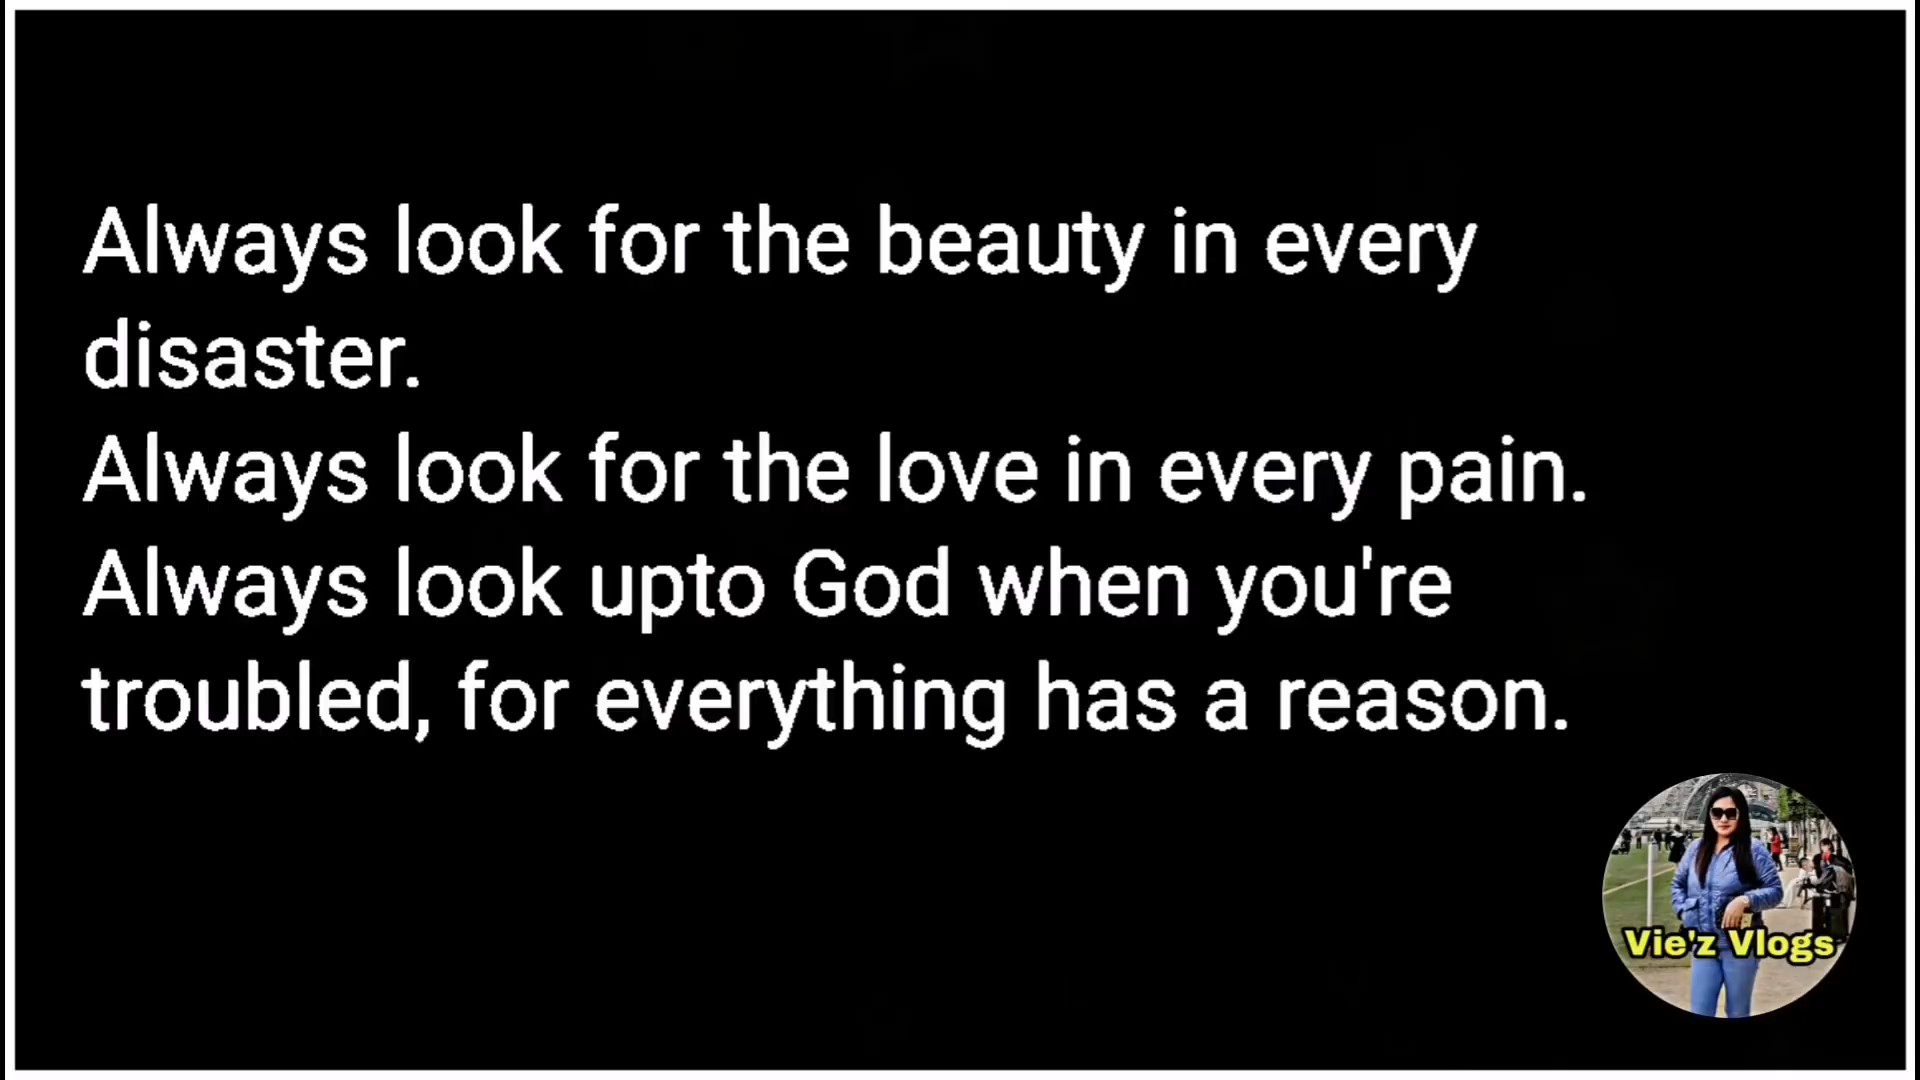 Always look for the beauty in every
disaster.
Always look for the love in every pain.
Always look upto God when you're
troubled, for everything has a reason.
Vie'z Vlogs